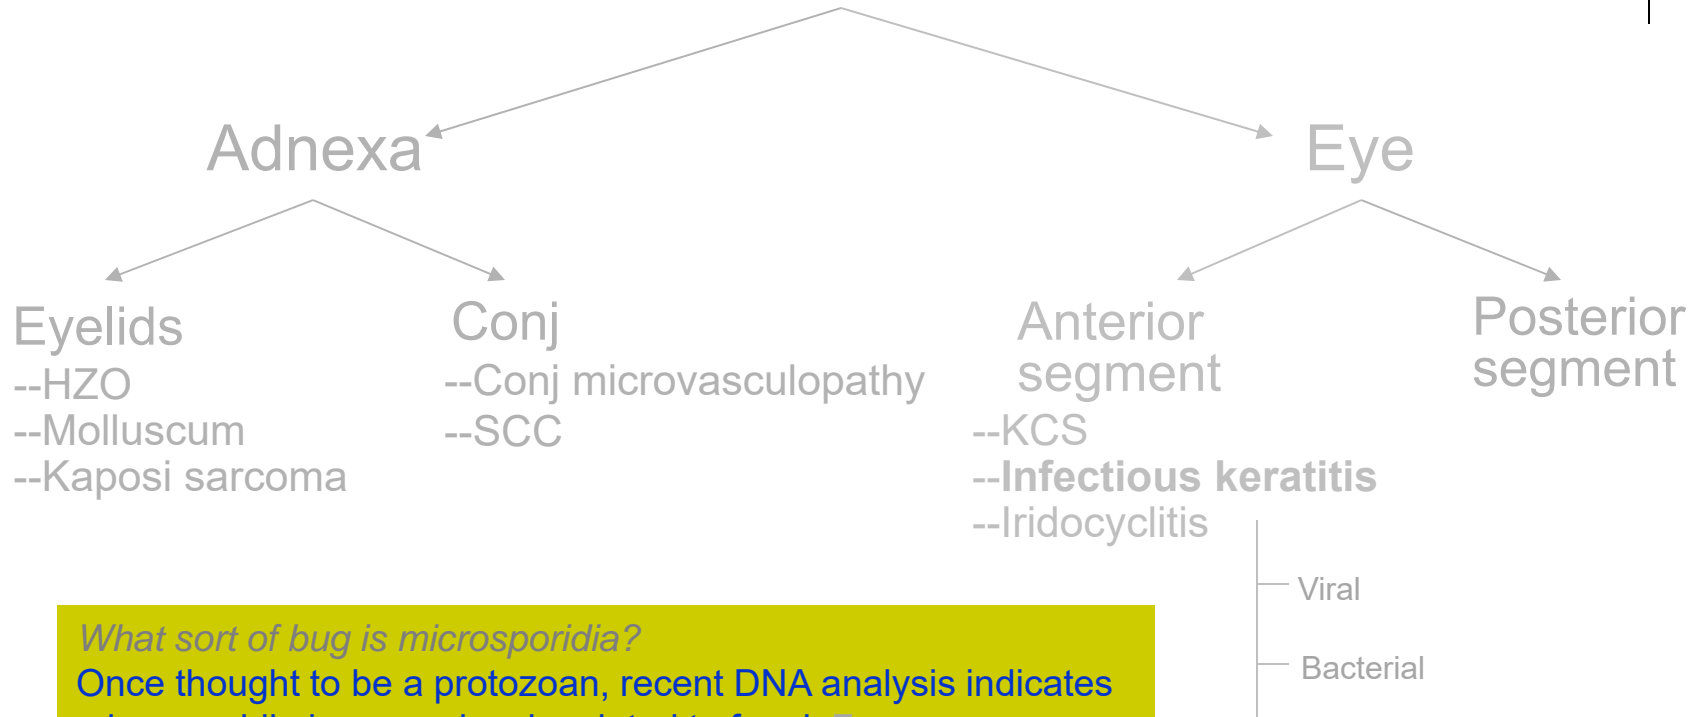 Adnexa
Eye
Eyelids
--HZO
--Molluscum
--Kaposi sarcoma
Conj
--Conj microvasculopathy
--SCC
Anterior
segment
--KCS
--Infectious keratitis
--Iridocyclitis
Posterior
segment
Viral
Bacterial
What sort of bug is microsporidia?
Once thought to be a protozoan, recent DNA analysis indicates